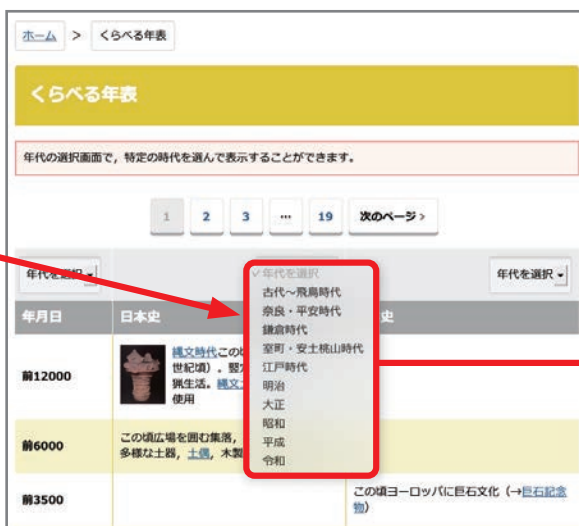 ホーム > くらべる年表
くらべる年表
年代の選択画面で，特定の時代を選んで表示することができます。
1 2 3 … 19 次のページ ›
年代を選択 年代を選択
✓年代を選択
古代～飛鳥時代
奈良・平安時代
鎌倉時代
室町・安土桃山時代
江戸時代
明治
大正
昭和
平成
令和
年月日 日本史 史
前12000
縄文時代この
世紀頃）．竪
猟生活。縄文
使用
前6000
この頃広場を囲む集落，
多様な土器，土偶，木製
前3500
この頃ヨーロッパに巨石文化（→巨石記念
物）